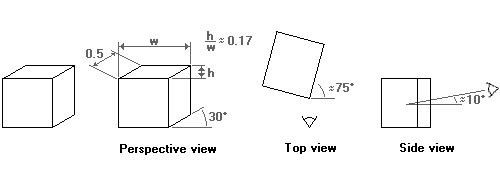 0.5
w
h/w ≈ 0.17
h
30°
≈75°
≈10°
Perspective view
Top view
Side view